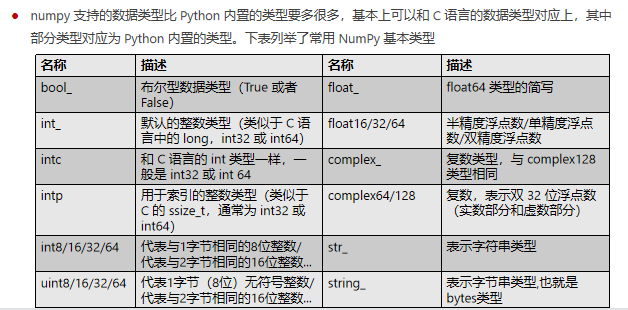 numpy 支持的数据类型比 Python 内置的类型要多很多，基本上可以和 C 语言的数据类型对应上，其中
部分类型对应为 Python 内置的类型。下表列举了常用 NumPy 基本类型
名称 描述 名称 描述
bool_ 布尔型数据类型（True 或者 float_ float64 类型的简写
False）
int_ 默认的整数类型（类似于 C 语 float16/32/64 半精度浮点数/单精度浮点
言中的 long，int32 或 int64） 数/双精度浮点数
intc 和 C 语言的 int 类型一样，一 complex_ 复数类型，与 complex128
般是 int32 或 int 64 类型相同
intp 用于索引的整数类型（类似于 complex64/128 复数，表示双 32 位浮点数
C 的 ssize_t，通常为 int32 或 （实数部分和虚数部分）
int64）
int8/16/32/64 代表与1字节相同的8位整数/ str_ 表示字符串类型
代表与2字节相同的16位整数...
uint8/16/32/64 代表1字节（8位）无符号整数/ string_ 表示字节串类型,也就是
代表与2字节相同的16位整数... bytes类型